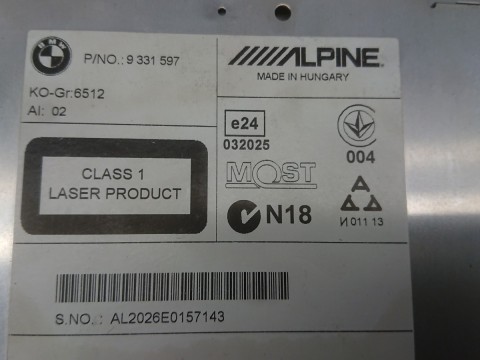 BMW
P/NO.: 9 331 597
KO-Gr:6512
AI: 02
CLASS 1
LASER PRODUCT
ALPINE
MADE IN HUNGARY
e24
032025
004
MOST
N18
И 011 13
S.NO. : AL2026E0157143